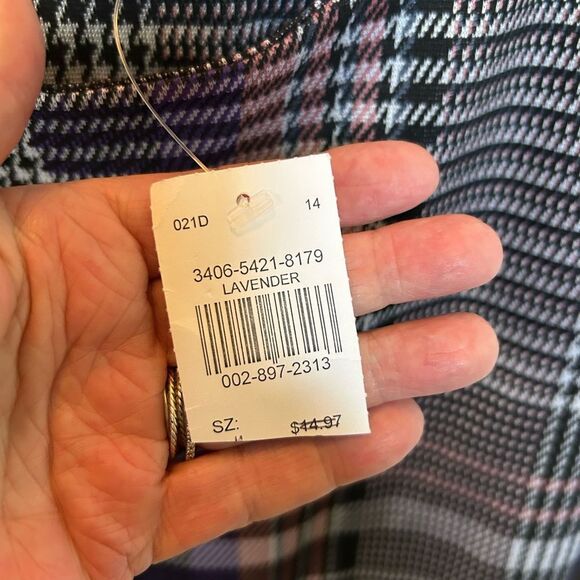 021D 14
3406-5421-8179
LAVENDER
002-897-2313
SZ: $44.97